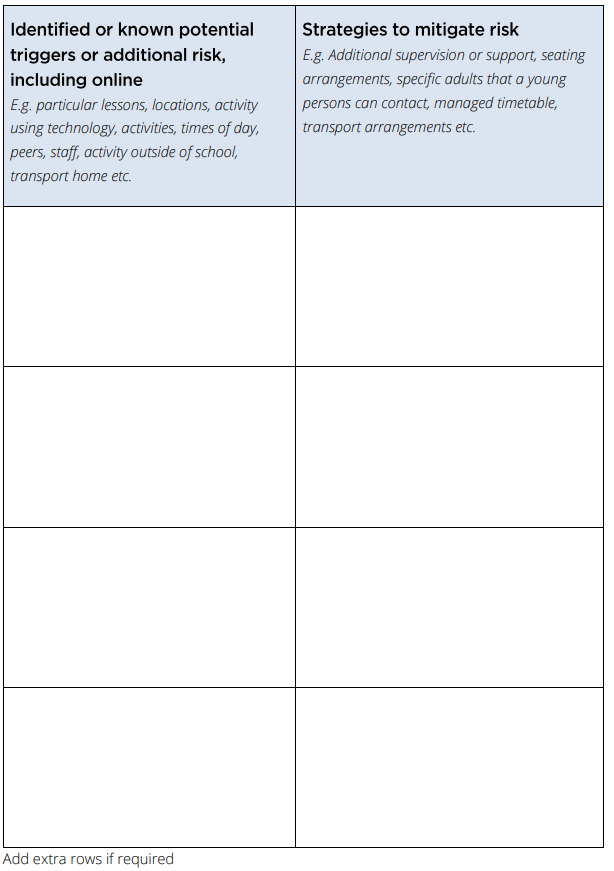 Identified or known potential
triggers or additional risk,
including online
E.g. particular lessons, locations, activity
using technology, activities, times of day,
peers, staff, activity outside of school,
transport home etc.
Strategies to mitigate risk
E.g. Additional supervision or support, seating
arrangements, specific adults that a young
persons can contact, managed timetable,
transport arrangements etc.
Add extra rows if required